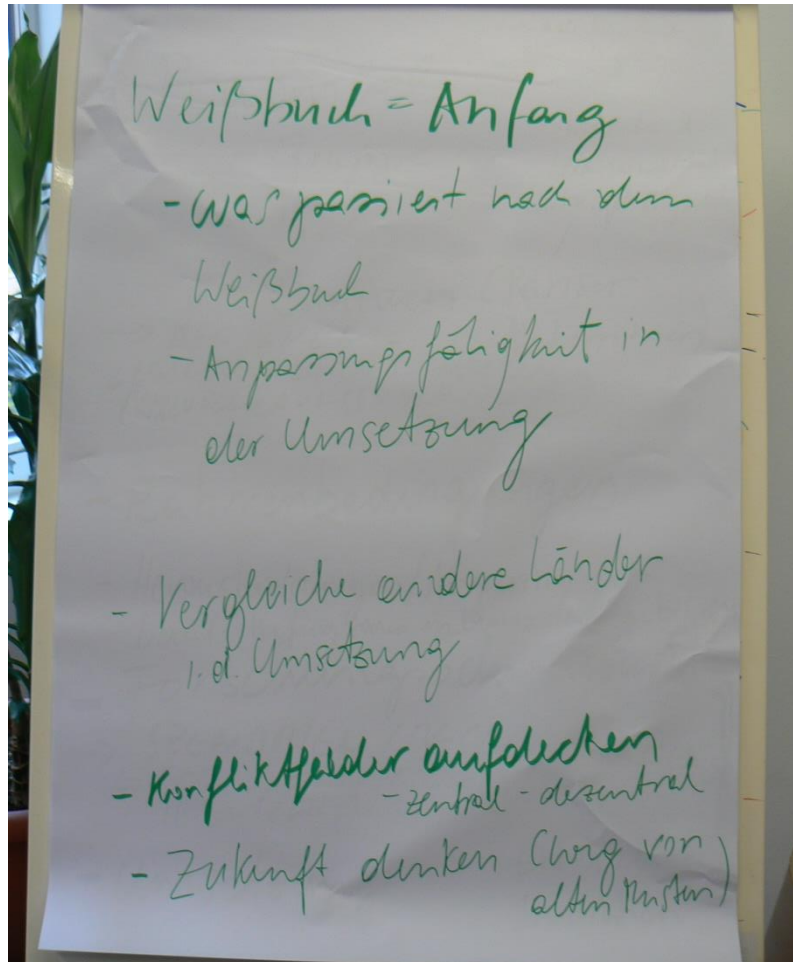 Weißbuch = Anfang
- was passiert nach dem
Weißbuch
- Anpassungsfähigkeit in
der Umsetzung
- Vergleiche andere Länder
i.d. Umsetzung
- Konfliktfelder aufdecken
- zentral - dezentral
- Zukunft denken (weg von
alten Mustern)